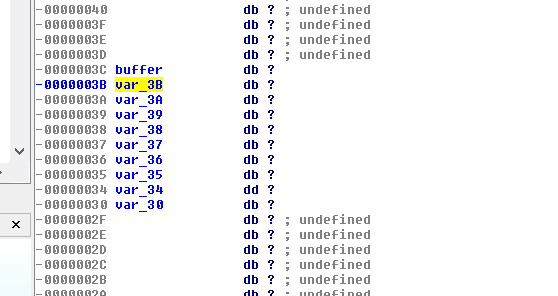 -00000040 db ? ; undefined
-0000003F db ? ; undefined
-0000003E db ? ; undefined
-0000003D db ? ; undefined
-0000003C buffer db ?
-0000003B var_3B db ?
-0000003A var_3A db ?
-00000039 var_39 db ?
-00000038 var_38 db ?
-00000037 var_37 db ?
-00000036 var_36 db ?
-00000035 var_35 db ?
-00000034 var_34 dd ?
-00000030 var_30 db ?
-0000002F db ? ; undefined
-0000002E db ? ; undefined
-0000002D db ? ; undefined
-0000002C db ? ; undefined
-0000002B db ? ; undefined
-0000002A db ? ; undefined